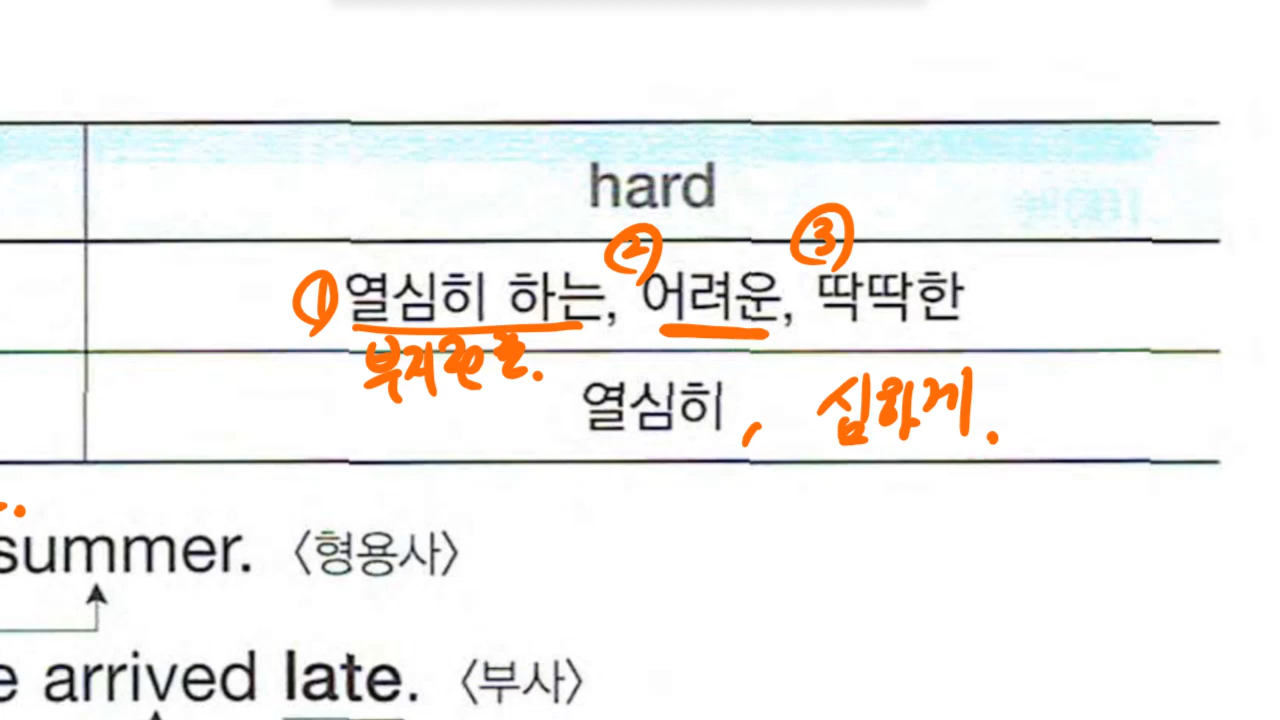 hard
① 열심히 하는, ② 어려운, ③ 딱딱한
부지런한.
열심히, 심하게.
summer. 〈형용사〉
e arrived late. 〈부사〉